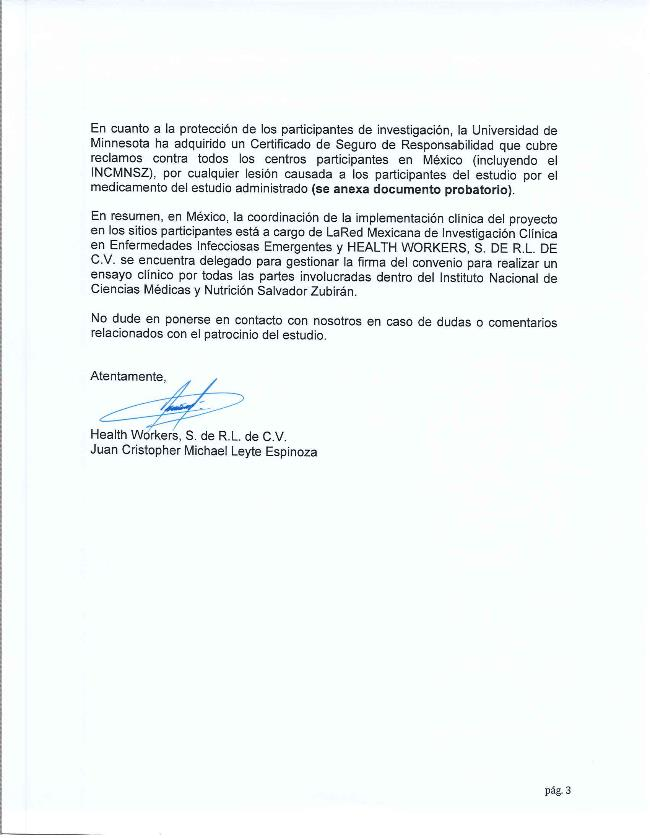 En cuanto a la protección de los participantes de investigación, la Universidad de
Minnesota ha adquirido un Certificado de Seguro de Responsabilidad que cubre
reclamos contra todos los centros participantes en México (incluyendo el
INCMNSZ), por cualquier lesión causada a los participantes del estudio por el
medicamento del estudio administrado (se anexa documento probatorio).
En resumen, en México, la coordinación de la implementación clínica del proyecto
en los sitios participantes está a cargo de LaRed Mexicana de Investigación Clínica
en Enfermedades Infecciosas Emergentes y HEALTH WORKERS, S. DE R.L. DE
C.V. se encuentra delegado para gestionar la firma del convenio para realizar un
ensayo clínico por todas las partes involucradas dentro del Instituto Nacional de
Ciencias Médicas y Nutrición Salvador Zubirán.
No dude en ponerse en contacto con nosotros en caso de dudas o comentarios
relacionados con el patrocinio del estudio.
Atentamente,
Health Workers, S. de R.L. de C.V.
Juan Cristopher Michael Leyte Espinoza
pág. 3